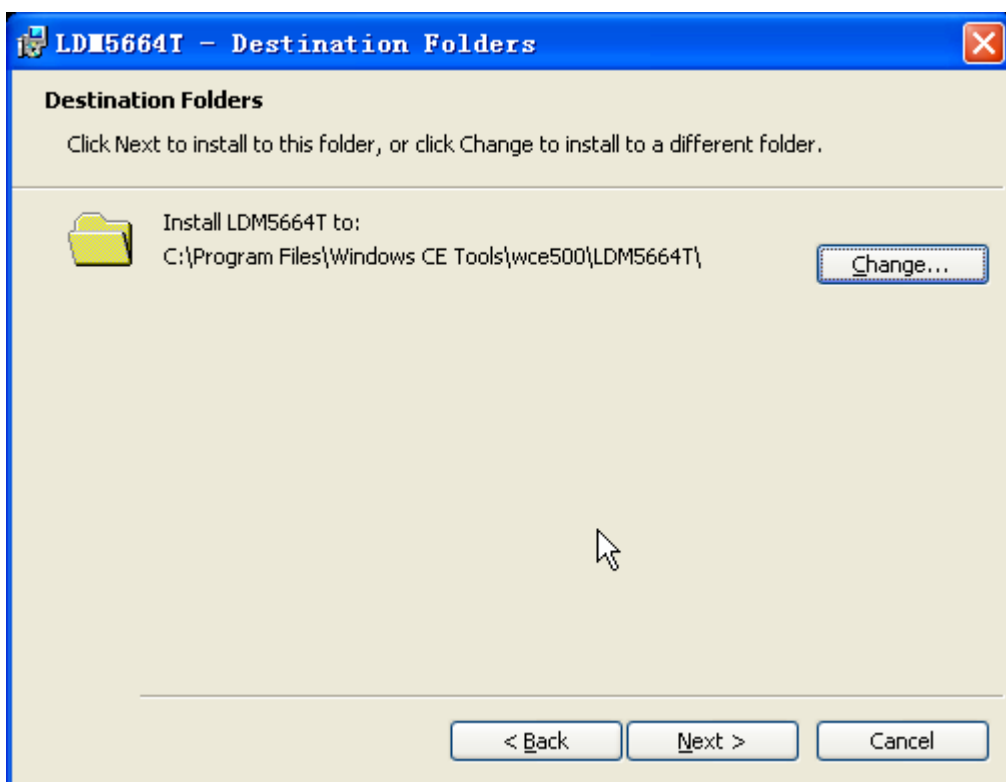 LDM5664T - Destination Folders
Destination Folders
Click Next to install to this folder, or click Change to install to a different folder.
Install LDM5664T to:
C:\Program Files\Windows CE Tools\wce500\LDM5664T\
Change...
< Back
Next >
Cancel